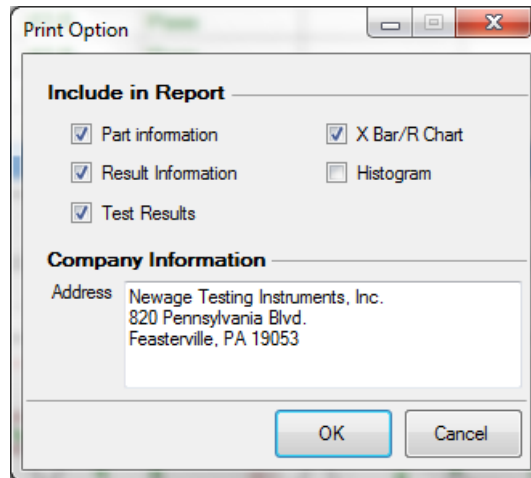 Print Option
Include in Report
Part information
X Bar/R Chart
Result Information
Histogram
Test Results
Company Information
Address
Newage Testing Instruments, Inc.
820 Pennsylvania Blvd.
Feasterville, PA 19053
OK
Cancel